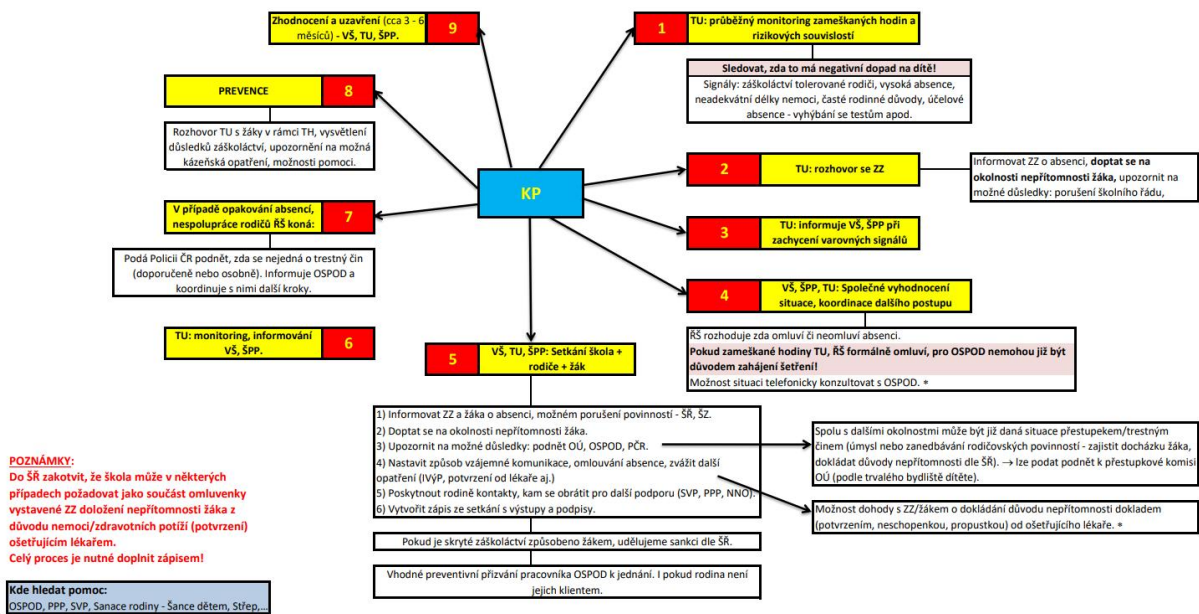 Zhodnocení a uzavření (cca 3 - 6
měsíců) - VŠ, TU, ŠPP.
9
1
TU: průběžný monitoring zameškaných hodin a
rizikových souvislostí
Sledovat, zda to má negativní dopad na dítě!
Signály: záškoláctví tolerované rodiči, vysoká absence,
neadekvátní délky nemoci, časté rodinné důvody, účelové
absence - vyhýbání se testům apod.
PREVENCE
8
Rozhovor TU s žáky v rámci TH, vysvětlení
důsledků záškoláctví, upozornění na možná
kázeňská opatření, možnosti pomoci.
KP
2
TU: rozhovor se ZZ
Informovat ZZ o absenci, doptat se na
okolnosti nepřítomnosti žáka, upozornit na
možné důsledky: porušení školního řádu,
V případě opakování absencí,
nespolupráce rodičů ŘŠ koná:
7
Podá Policii ČR podnět, zda se nejedná o trestný čin
(doporučeně nebo osobně). Informuje OSPOD a
koordinuje s nimi další kroky.
3
TU: informuje VŠ, ŠPP při
zachycení varovných signálů
4
VŠ, ŠPP, TU: Společné vyhodnocení
situace, koordinace dalšího postupu
ŘŠ rozhoduje zda omluví či neomluví absenci.
Pokud zameškané hodiny TU, ŘŠ formálně omluví, pro OSPOD nemohou již být
důvodem zahájení šetření!
Možnost situaci telefonicky konzultovat s OSPOD. *
TU: monitoring, informování
VŠ, ŠPP.
6
5
VŠ, TU, ŠPP: Setkání škola +
rodiče + žák
1) Informovat ZZ a žáka o absenci, možném porušení povinností - ŠŘ, ŠZ.
2) Doptat se na okolnosti nepřítomnosti žáka.
3) Upozornit na možné důsledky: podnět OÚ, OSPOD, PČR.
4) Nastavit způsob vzájemné komunikace, omlouvání absence, zvážit další
opatření (IVýP, potvrzení od lékaře aj.)
5) Poskytnout rodině kontakty, kam se obrátit pro další podporu (SVP, PPP, NNO).
6) Vytvořit zápis ze setkání s výstupy a podpisy.
Spolu s dalšími okolnostmi může být již daná situace přestupekem/trestným
činem (úmysl nebo zanedbávání rodičovských povinností - zajistit docházku žáka,
dokládat důvody nepřítomnosti dle ŠŘ). → lze podat podnět k přestupkové komisi
OÚ (podle trvalého bydliště dítěte).
Možnost dohody s ZZ/žákem o dokládání důvodu nepřítomnosti dokladem
(potvrzením, neschopenkou, propustkou) od ošetřujícího lékaře. *
Pokud je skryté záškoláctví způsobeno žákem, udělujeme sankci dle ŠŘ.
Vhodné preventivní přizvání pracovníka OSPOD k jednání. I pokud rodina není
jejich klientem.
POZNÁMKY:
Do ŠŘ zakotvit, že škola může v některých
případech požadovat jako součást omluvenky
vystavené ZZ doložení nepřítomnosti žáka z
důvodu nemoci/zdravotních potíží (potvrzení)
ošetřujícím lékařem.
Celý proces je nutné doplnit zápisem!
Kde hledat pomoc:
OSPOD, PPP, SVP, Sanace rodiny - Šance dětem, Střep,...